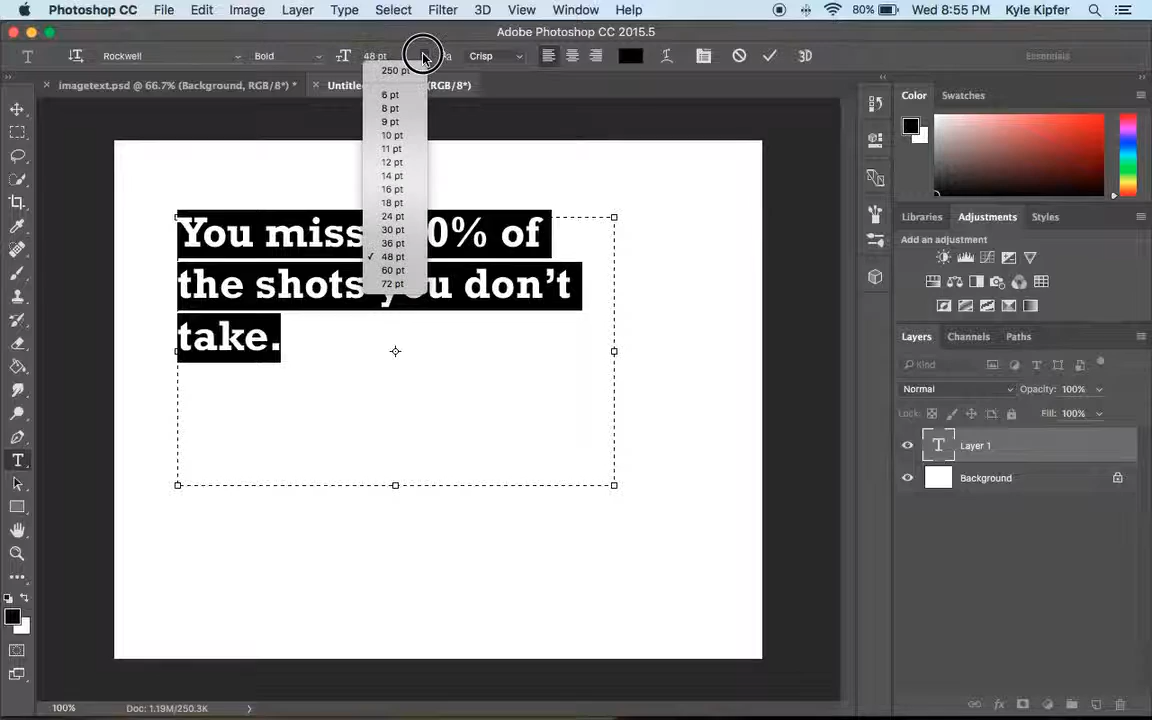 Photoshop CC File Edit Image Layer Type Select Filter 3D View Window Help 80% Wed 8:55 PM Kyle Kipfer
Adobe Photoshop CC 2015.5
T Rockwell Bold 48 pt Crisp 3D Essentials
imagetext.psd @ 66.7% (Background, RGB/8*) * (RGB/8*)
250 pt
6 pt
8 pt
9 pt
10 pt
11 pt
12 pt
14 pt
16 pt
18 pt
24 pt
30 pt
36 pt
48 pt
60 pt
72 pt
You miss 0% of
the shots you don’t
take.
Color Swatches
Libraries Adjustments Styles
Add an adjustment
Layers Channels Paths
Kind
Normal Opacity: 100%
Lock: Fill: 100%
T Layer 1
Background
100% Doc: 1.19M/250.3K